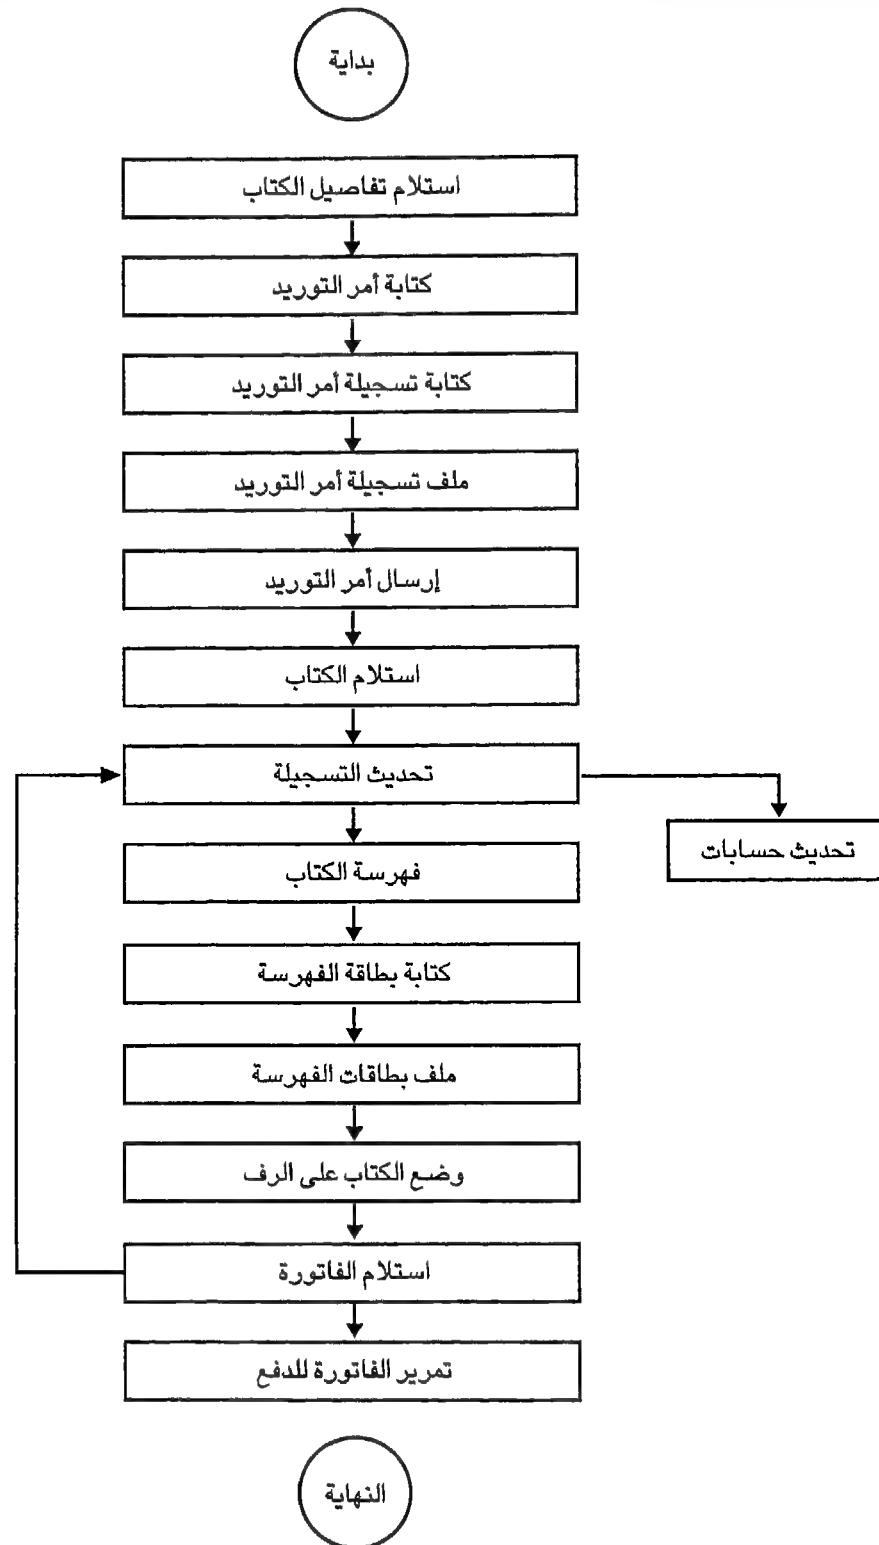 بداية
استلام تفاصيل الكتاب
كتابة أمر التوريد
كتابة تسجيلة أمر التوريد
ملف تسجيلة أمر التوريد
إرسال أمر التوريد
استلام الكتاب
تحديث التسجيلة
تحديث حسابات
فهرسة الكتاب
كتابة بطاقة الفهرسة
ملف بطاقات الفهرسة
وضع الكتاب على الرف
استلام الفاتورة
تمرير الفاتورة للدفع
النهاية